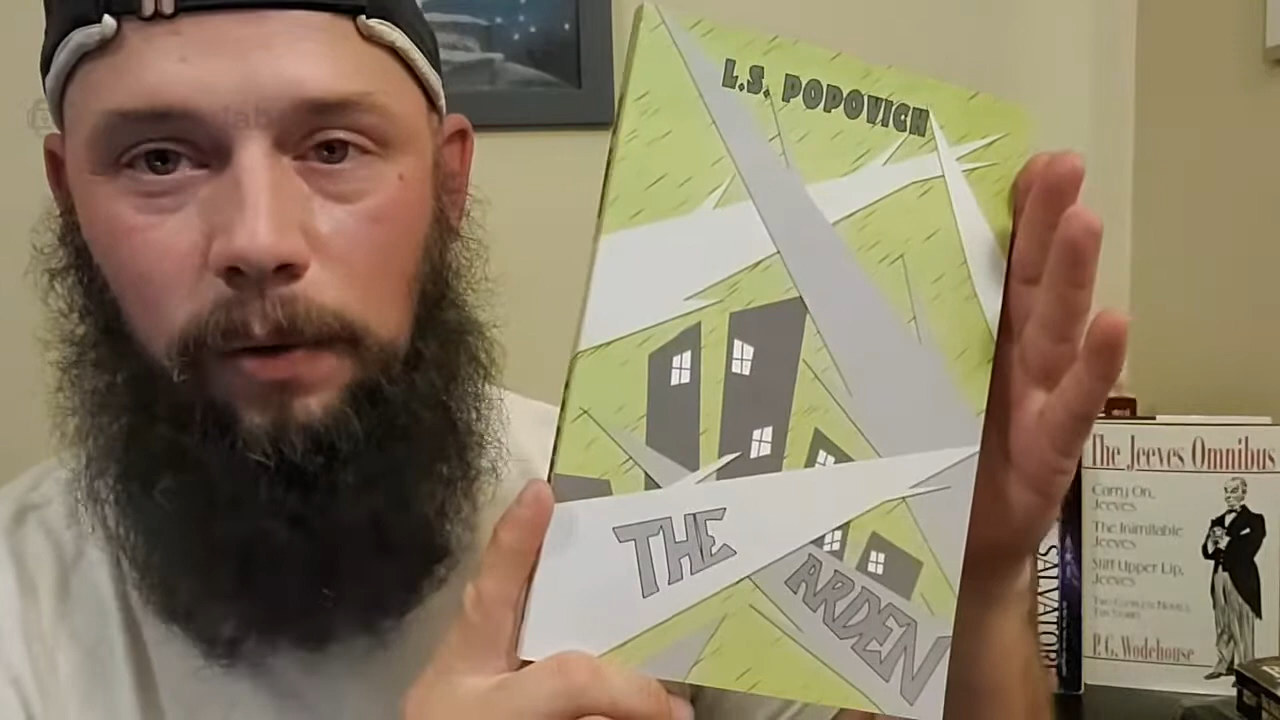 L.S. POPOVICH
THE
ARDEN
The Jeeves Omnibus
Carry On,
Jeeves
The Inimitable
Jeeves
Stiff Upper Lip,
Jeeves
P.G. Wodehouse
SALVATORE